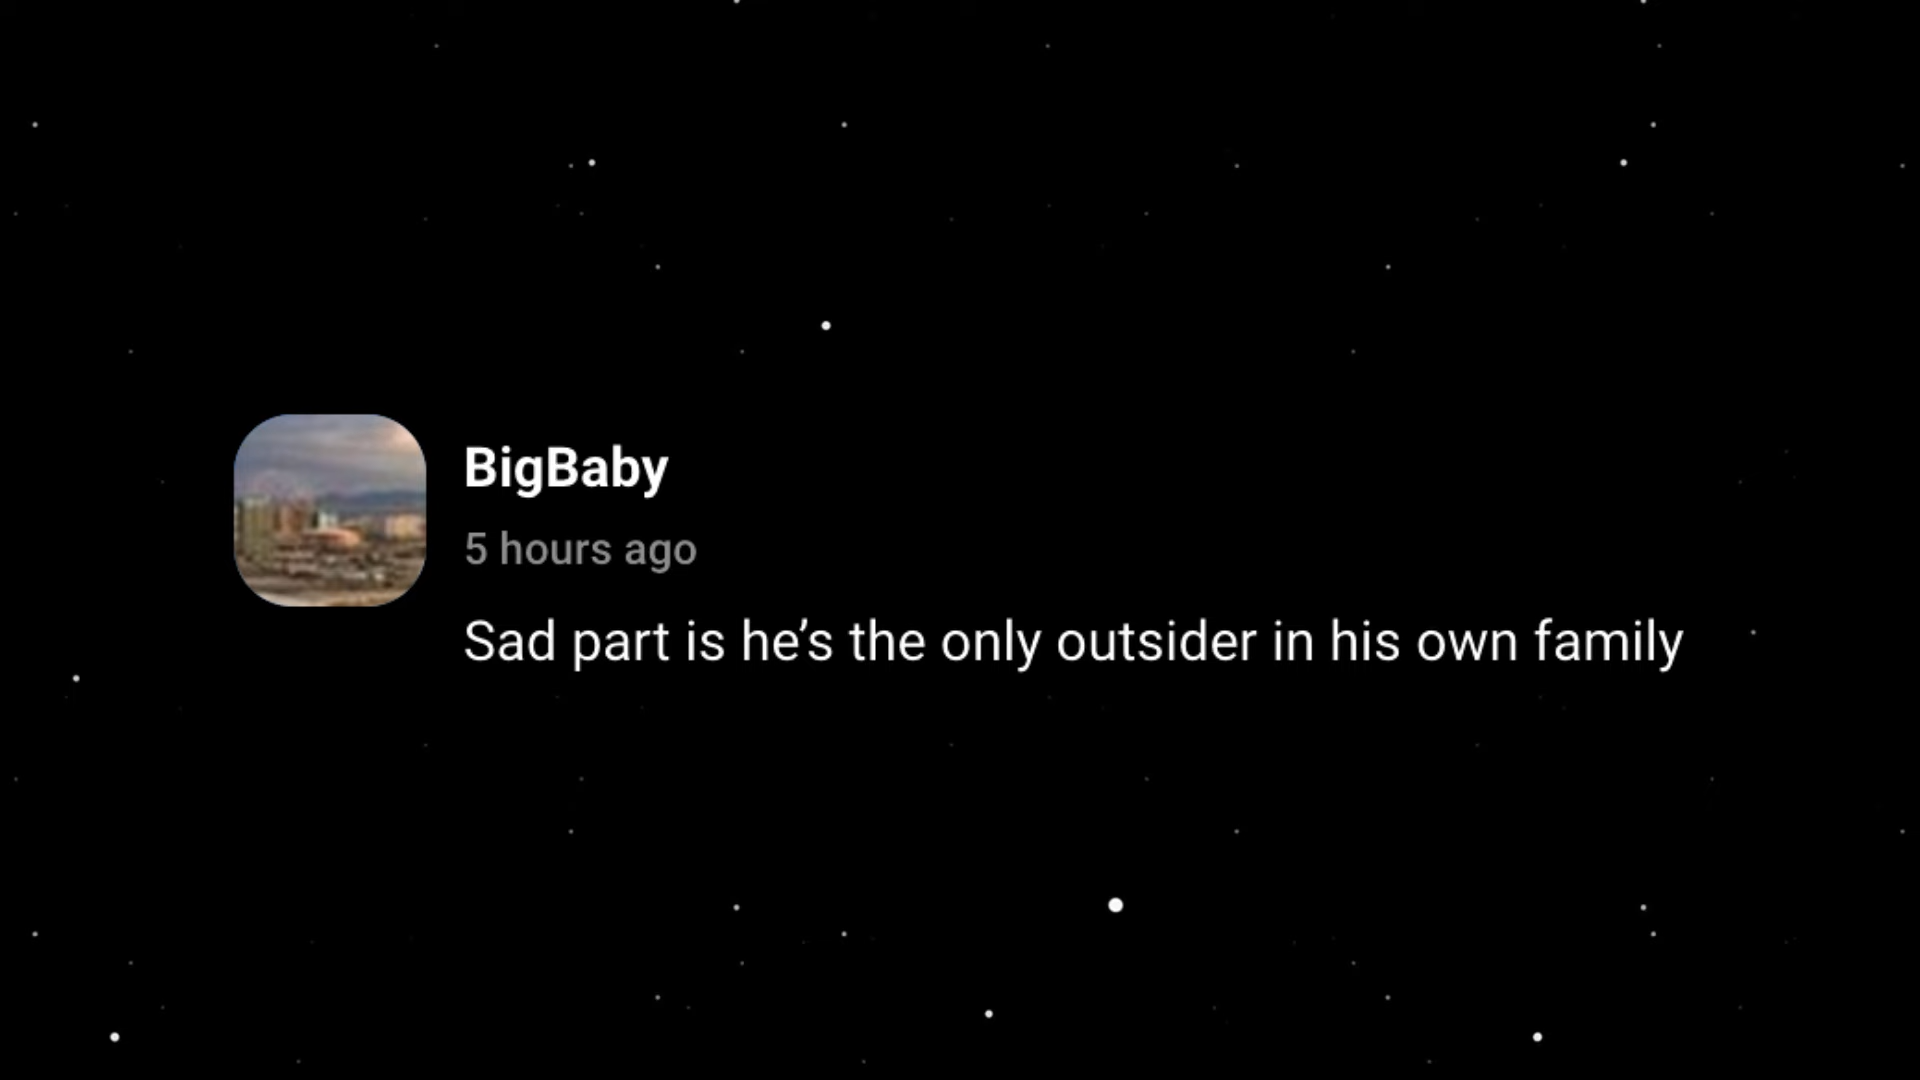 BigBaby
5 hours ago
Sad part is he’s the only outsider in his own family